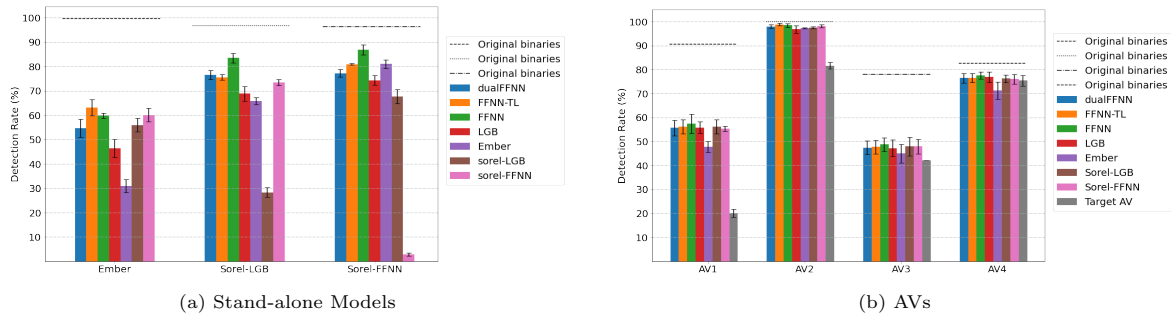 100
90
80
70
60
50
40
30
20
10
Detection Rate (%)
Ember
Sorel-LGB
Sorel-FFNN
Original binaries
Original binaries
Original binaries
dualFFNN
FFNN-TL
FFNN
LGB
Ember
sorel-LGB
sorel-FFNN
(a) Stand-alone Models
100
90
80
70
60
50
40
30
20
10
Detection Rate (%)
AV1
AV2
AV3
AV4
Original binaries
Original binaries
Original binaries
Original binaries
dualFFNN
FFNN-TL
FFNN
LGB
Ember
Sorel-LGB
Sorel-FFNN
Target AV
(b) AVs